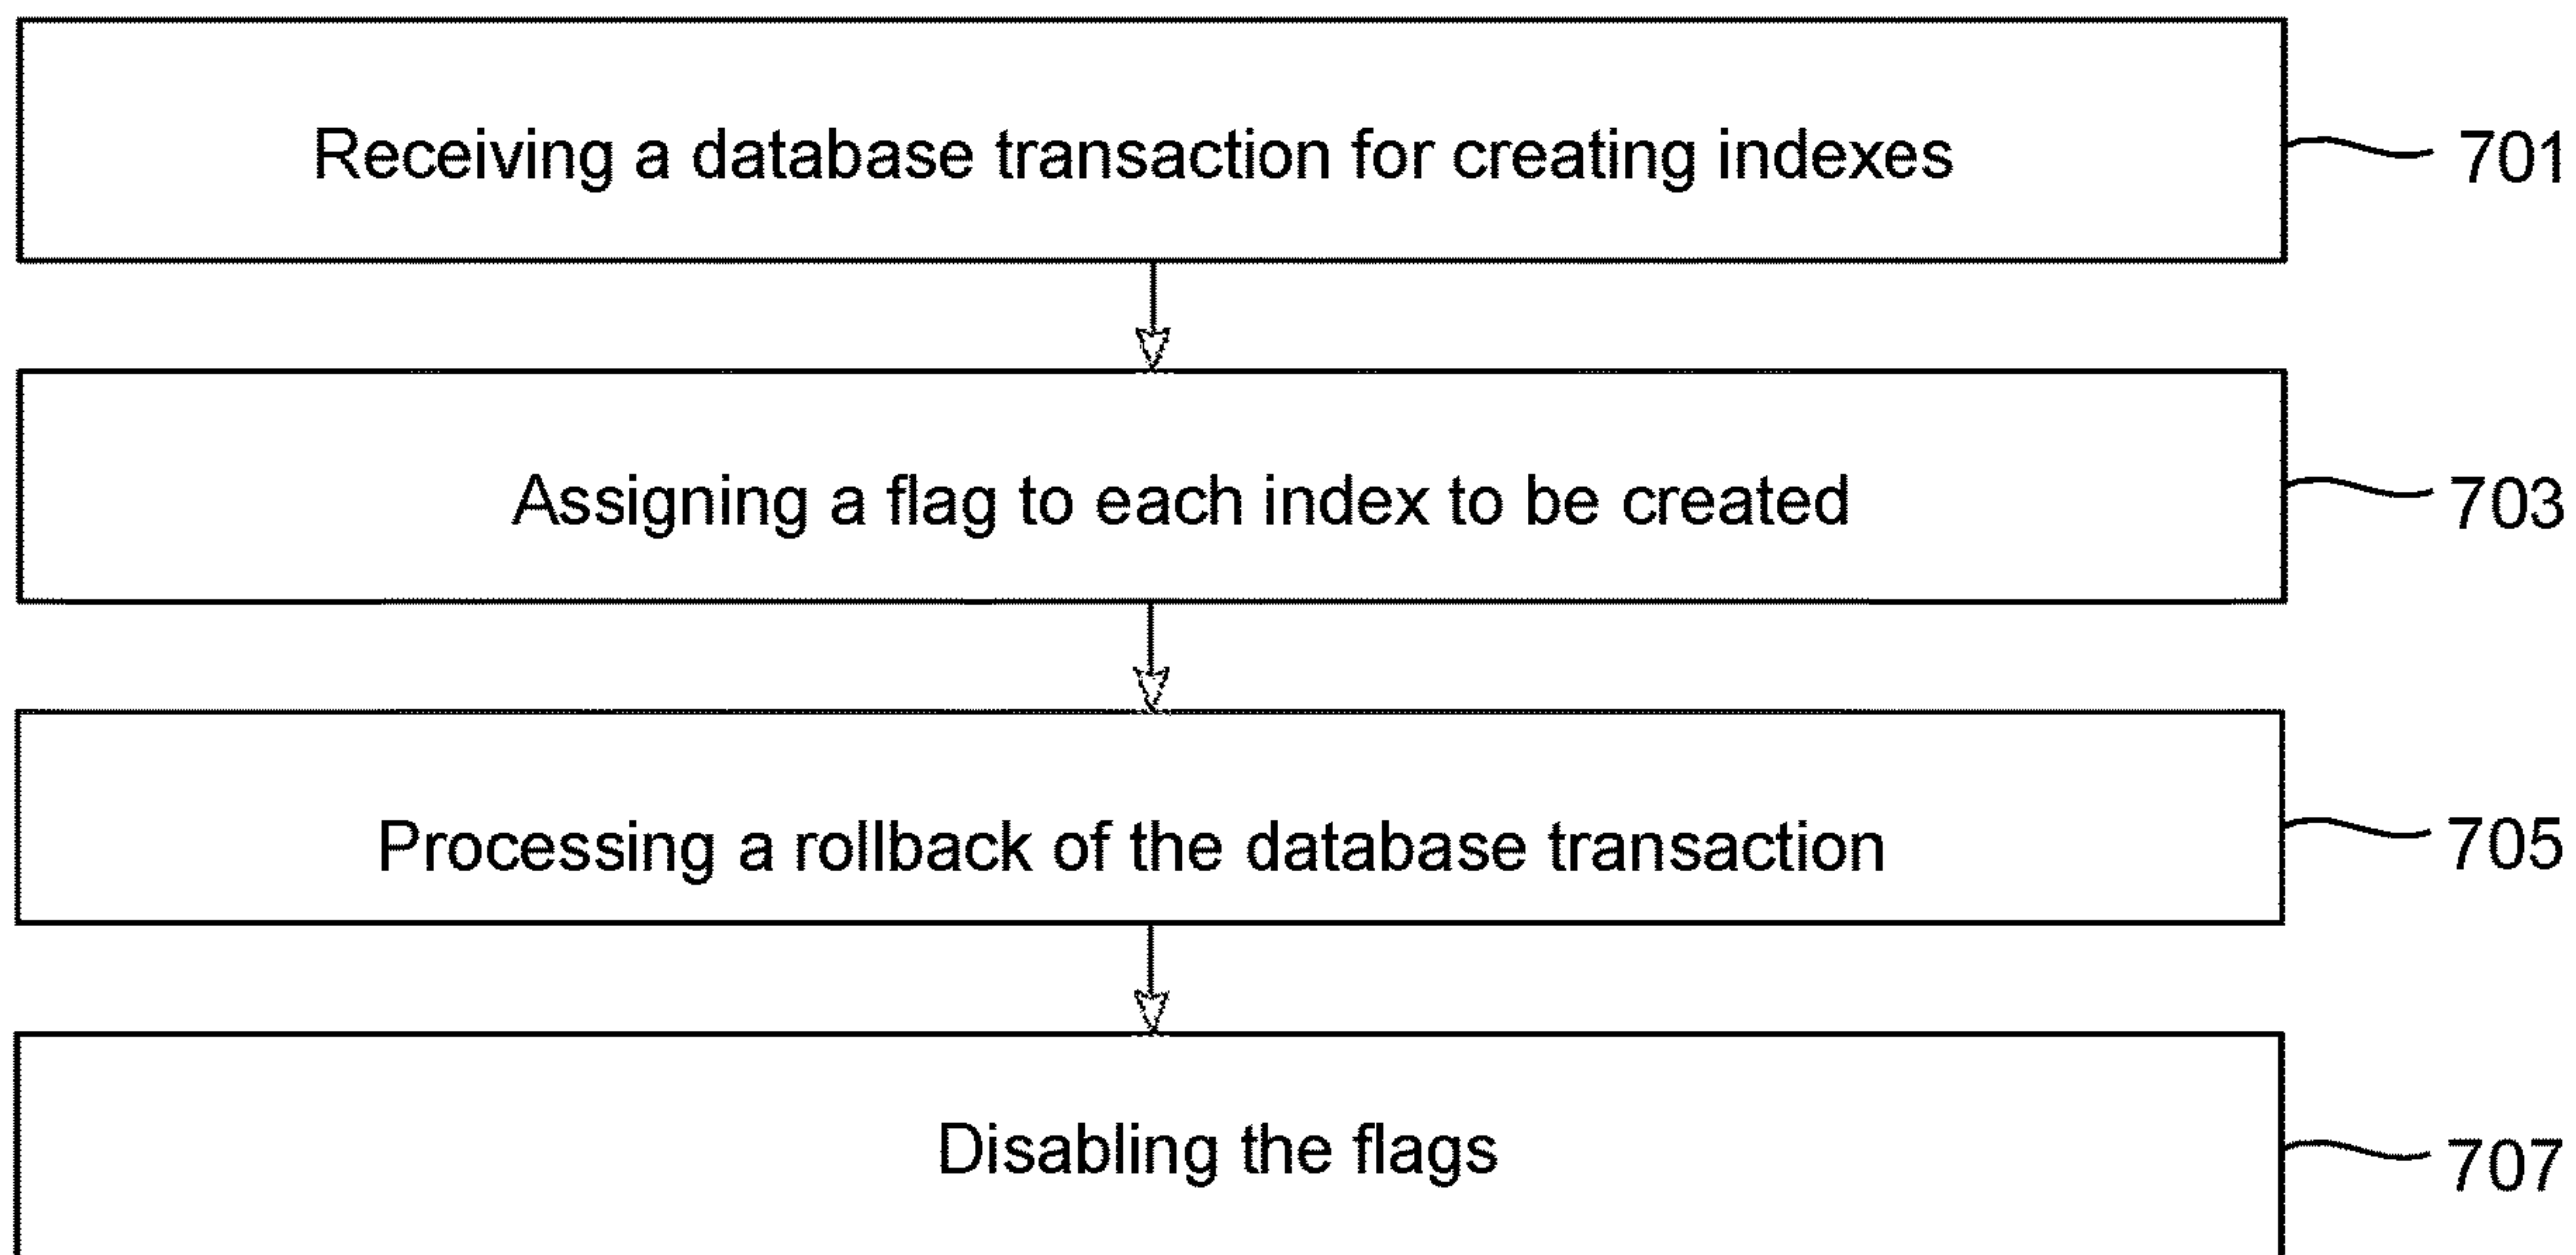 Receiving a database transaction for creating indexes
701
Assigning a flag to each index to be created
703
Processing a rollback of the database transaction
705
Disabling the flags
707